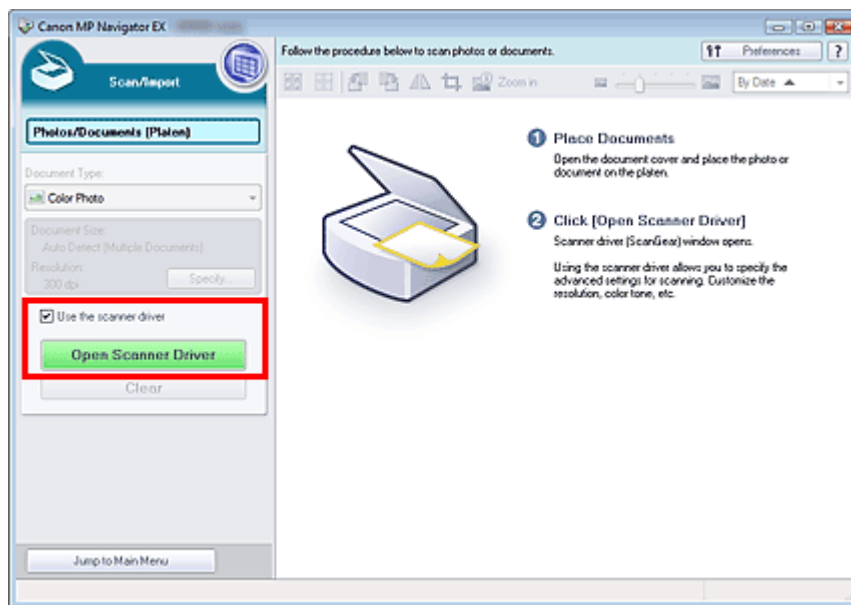 Canon MP Navigator EX
Scan/Import
Follow the procedure below to scan photos or documents.
Preferences
?
Zoom in
By Date
Photos/Documents (Platen)
Document Type:
Color Photo
Document Size:
Auto Detect (Multiple Documents)
Resolution:
300 dpi
Specify...
Use the scanner driver
Open Scanner Driver
Clear
Jump to Main Menu
1 Place Documents
Open the document cover and place the photo or
document on the platen.
2 Click [Open Scanner Driver]
Scanner driver (ScanGear) window opens.
Using the scanner driver allows you to specify the
advanced settings for scanning. Customize the
resolution, color tone, etc.